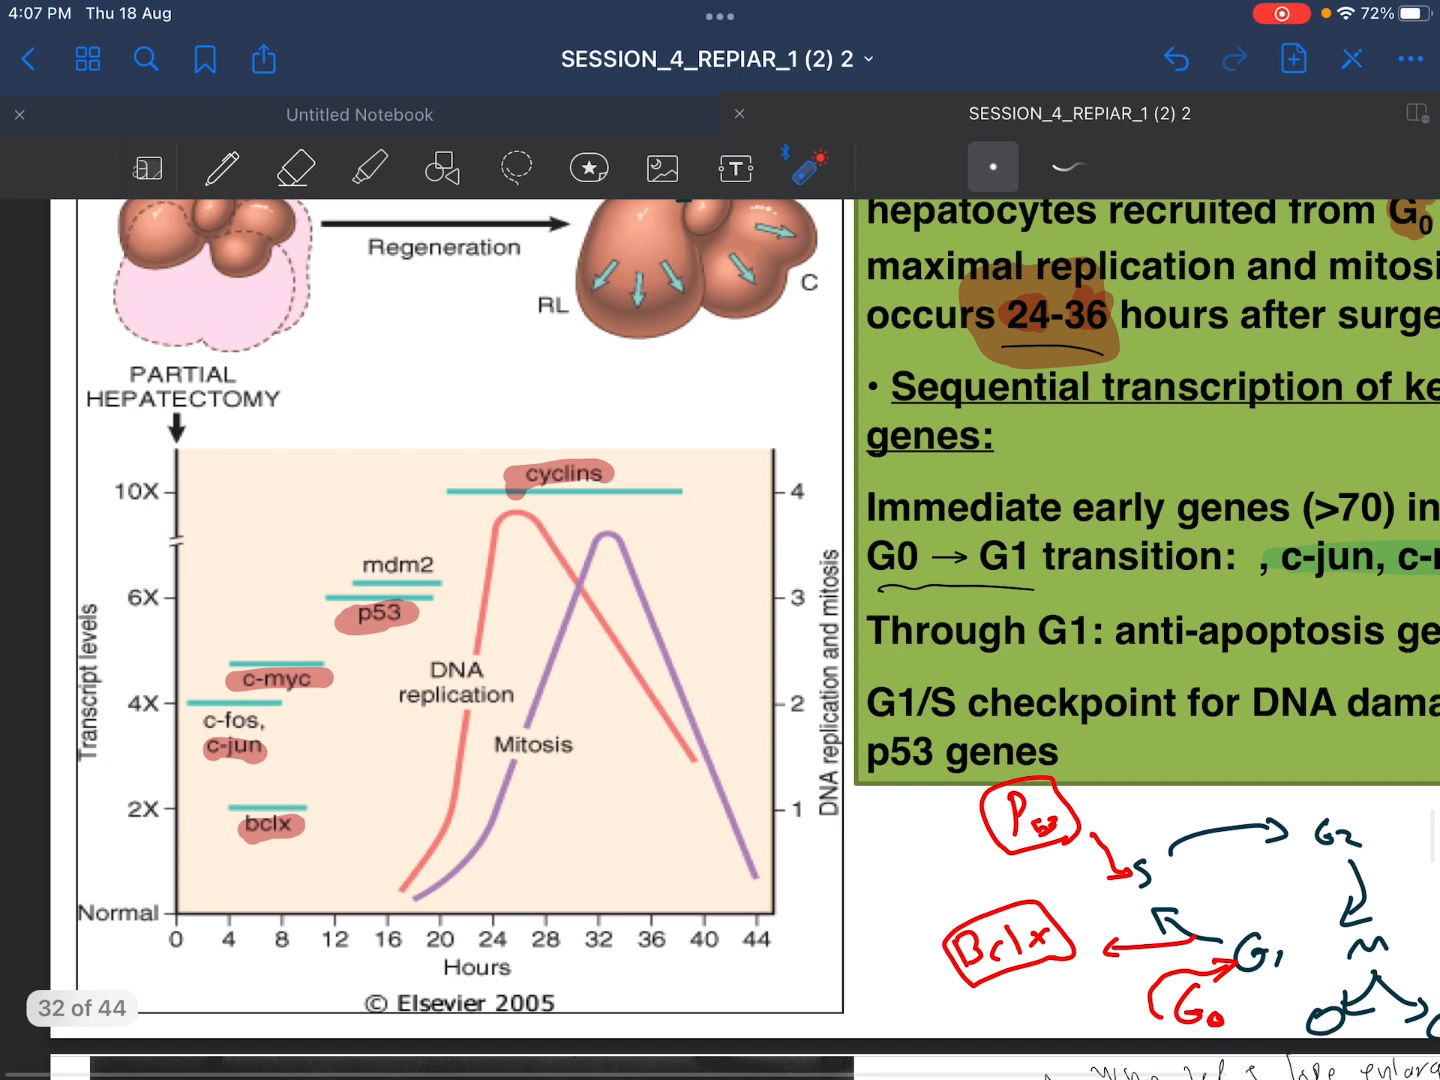 4:07 PM Thu 18 Aug
72%
SESSION_4_REPIAR_1 (2) 2
Untitled Notebook
SESSION_4_REPIAR_1 (2) 2
Regeneration
RL
C
PARTIAL
HEPATECTOMY
Transcript levels
10X
6X
4X
2X
Normal
cyclins
mdm2
p53
c-myc
c-fos,
c-jun
bclx
DNA
replication
Mitosis
4
3
2
1
DNA replication and mitosis
0 4 8 12 16 20 24 28 32 36 40 44
Hours
© Elsevier 2005
32 of 44
hepatocytes recruited from G0
maximal replication and mitosi
occurs 24-36 hours after surge
• Sequential transcription of ke
genes:
Immediate early genes (>70) in
G0 → G1 transition: , c-jun, c-
Through G1: anti-apoptosis ge
G1/S checkpoint for DNA dama
p53 genes
P53
S
G2
Bclx
G1
M
G0